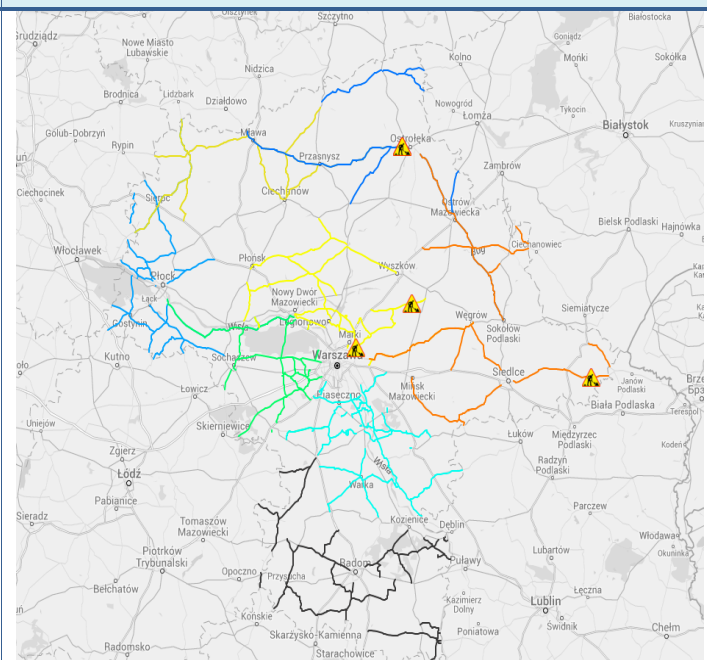 Olsztynek
Szczytno
Białostocka
Grudziądz
Nowe Miasto
Lubawskie
Goniądz
Nidzica
Kolno
Mońki
Sokółka
Brodnica
Lidzbark
Działdowo
Nowogród
Łomża
Tykocin
Białystok
Golub-Dobrzyń
Rypin
Mława
Przasnysz
Ostrołęka
Zambrów
Ciechocinek
Sierpc
Ciechanów
Ostrów
Mazowiecka
Bielsk Podlaski
Hajnówka
Włocławek
Ciechanowiec
Bug
Płońsk
Wyszków
Płock
Łąck
Nowy Dwór
Mazowiecki
Siemiatycze
Gostynin
Wisła
Legionowo
Węgrów
Sokołów
Podlaski
Marki
Kutno
Sochaczew
Warszawa
Siedlce
Janów
Podlaski
Łowicz
Mińsk
Mazowiecki
Piaseczno
Biała Podlaska
Terespol
Uniejów
Skierniewice
Łuków
Międzyrzec
Podlaski
Kodeń
Zgierz
Radzyń
Podlaski
Łódź
Wisła
Warka
Pabianice
Parczew
Sieradz
Tomaszów
Mazowiecki
Kozienice
Dęblin
Włodawa
Lubartów
Okuninka
Piotrków
Trybunalski
Radom
Puławy
Opoczno
Przysucha
Bełchatów
Łęczna
Kazimierz
Dolny
Lublin
Końskie
Świdnik
Chełm
Skarżysko-Kamienna
Poniatowa
Radomsko
Starachowice